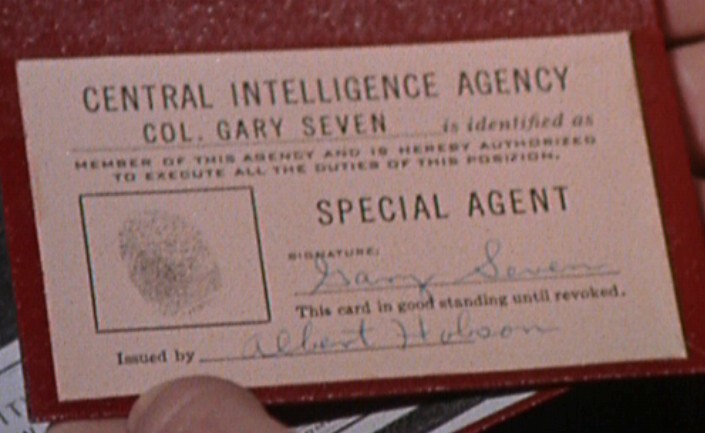 CENTRAL INTELLIGENCE AGENCY
COL. GARY SEVEN is identified as
MEMBER OF THIS AGENCY AND IS HEREBY AUTHORIZED
TO EXECUTE ALL THE DUTIES OF THIS POSIZION.
SPECIAL AGENT
SIGNATURE:
Gary Seven
This card in good standing until revoked.
Issued by Albert Hobson